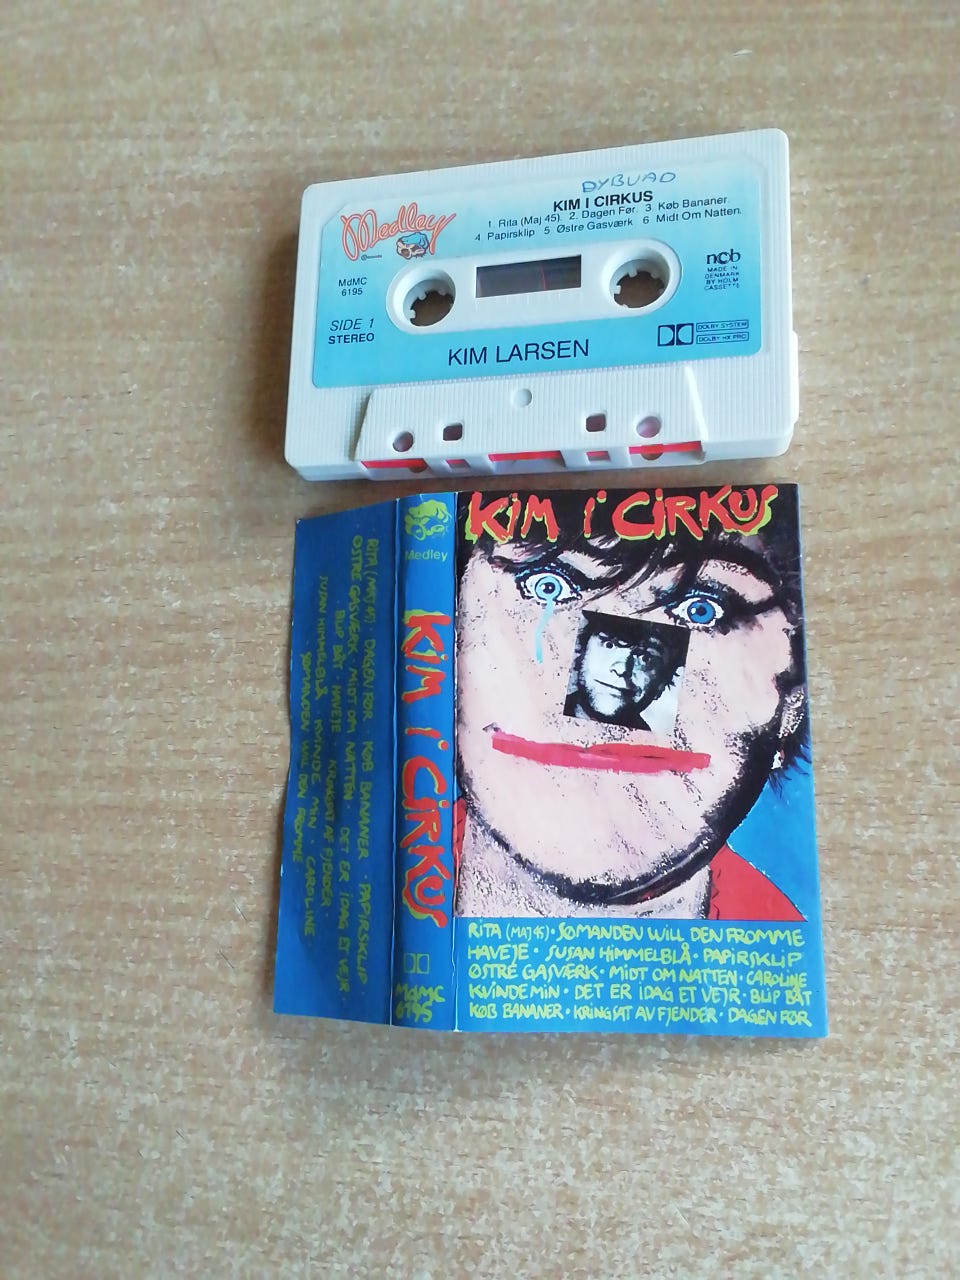 DYBVAD
KIM I CIRKUS
1 Rita (Maj 45). 2. Dagen Før. 3. Køb Bananer.
4 Papirsklip 5 Østre Gasværk 6 Midt Om Natten.
Medley
Records
MdMC
6195
ncb
MADE IN
DENMARK
BY HOLM
CASSETTE
SIDE 1
STEREO
DOLBY SYSTEM
DOLBY HX PRO
KIM LARSEN
RITA (MAJ 45) · DAGEN FØR · KØB BANANER · PAPIRSKLIP
ØSTRE GASVÆRK · MIDT OM NATTEN · DET ER IDAG ET VEJR ·
· BLIP BÅT · HAVEJE · KRINGSAT AF FJENDER ·
SUSAN HIMMELBLÅ · KVINDE MIN · CAROLINE ·
· SØMANDEN WILL DEN FROMME ·
Medley
KIM I CIRKUS
MdMC
6195
KIM I CIRKUS
RITA (MAJ 45) · SØMANDEN WILL DEN FROMME
HAVEJE · SUSAN HIMMELBLÅ · PAPIRSKLIP
ØSTRE GASVÆRK · MIDT OM NATTEN · CAROLINE
KVINDE MIN · DET ER IDAG ET VEJR · BLIP BÅT
KØB BANANER · KRINGSAT AV FJENDER · DAGEN FØR